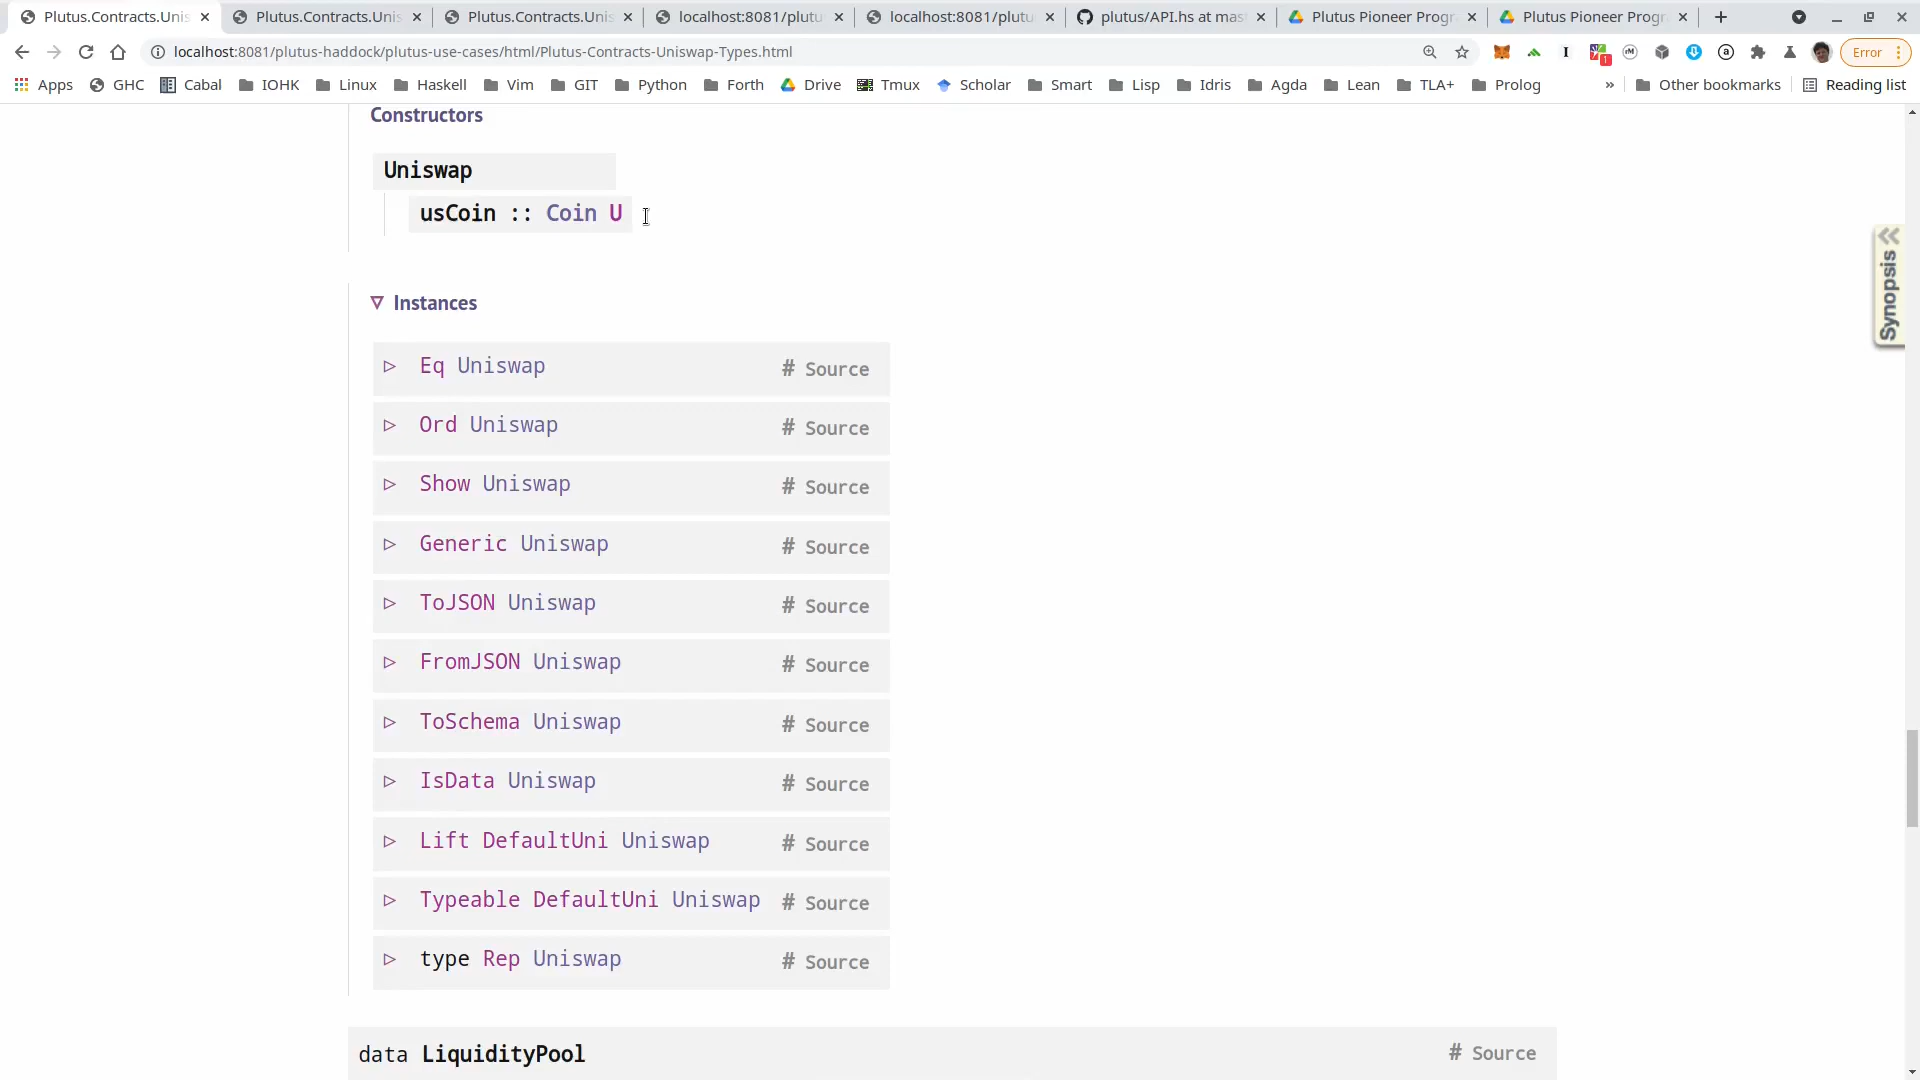 Plutus.Contracts.Unis
Plutus.Contracts.Unis
Plutus.Contracts.Unis
localhost:8081/plutu
localhost:8081/plutu
plutus/API.hs at mas
Plutus Pioneer Progr
Plutus Pioneer Progr
localhost:8081/plutus-haddock/plutus-use-cases/html/Plutus-Contracts-Uniswap-Types.html
Error
Apps
GHC
Cabal
IOHK
Linux
Haskell
Vim
GIT
Python
Forth
Drive
Tmux
Scholar
Smart
Lisp
Idris
Agda
Lean
TLA+
Prolog
»
Other bookmarks
Reading list
Constructors
Uniswap
usCoin :: Coin U
Synopsis
Instances
Eq Uniswap # Source
Ord Uniswap # Source
Show Uniswap # Source
Generic Uniswap # Source
ToJSON Uniswap # Source
FromJSON Uniswap # Source
ToSchema Uniswap # Source
IsData Uniswap # Source
Lift DefaultUni Uniswap # Source
Typeable DefaultUni Uniswap # Source
type Rep Uniswap # Source
data LiquidityPool # Source